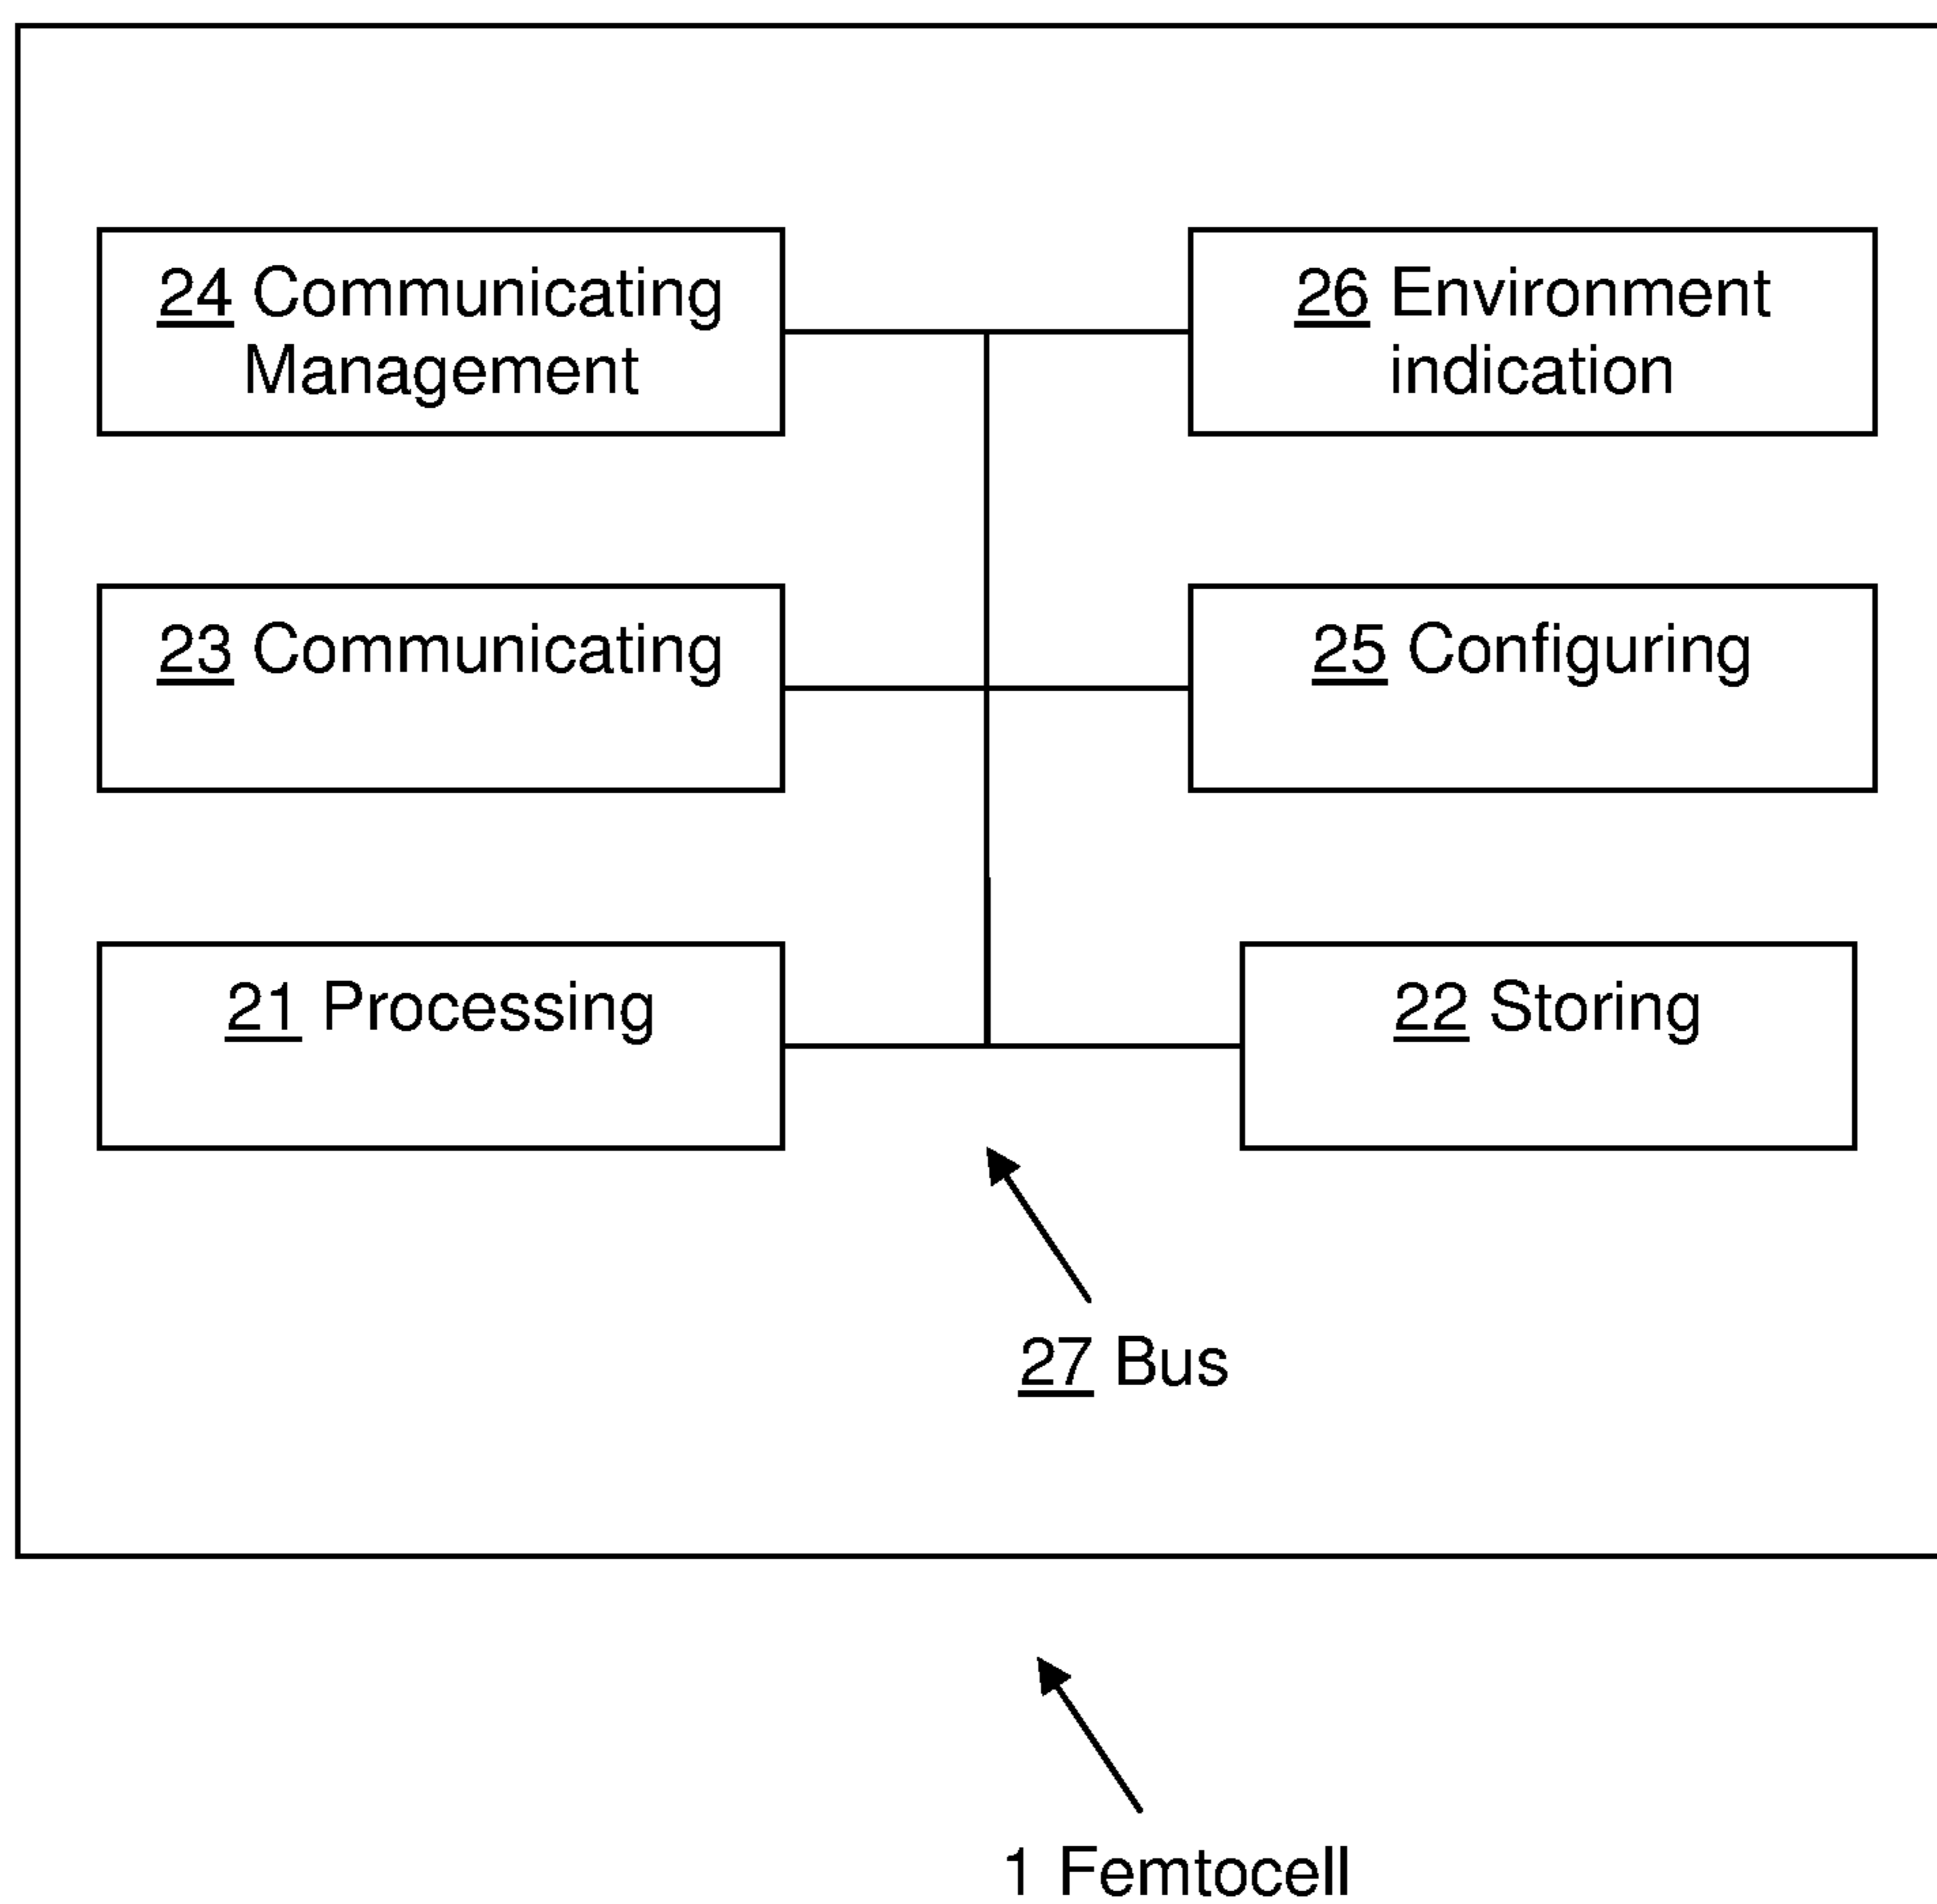 24 Communicating
Management
26 Environment
indication
23 Communicating
25 Configuring
21 Processing
22 Storing
27 Bus
1 Femtocell